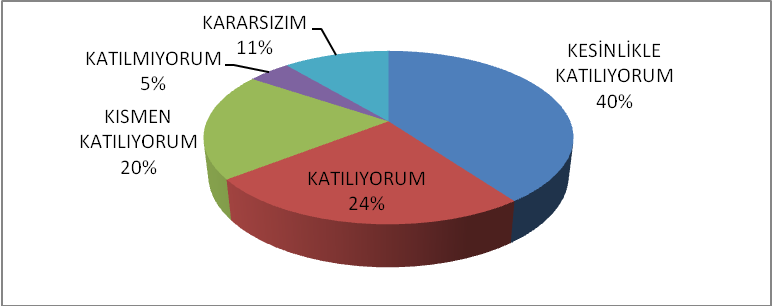 KARARSIZIM
11%
KESİNLİKLE
KATILIYORUM
40%
KATILMIYORUM
5%
KISMEN
KATILIYORUM
20%
KATILIYORUM
24%